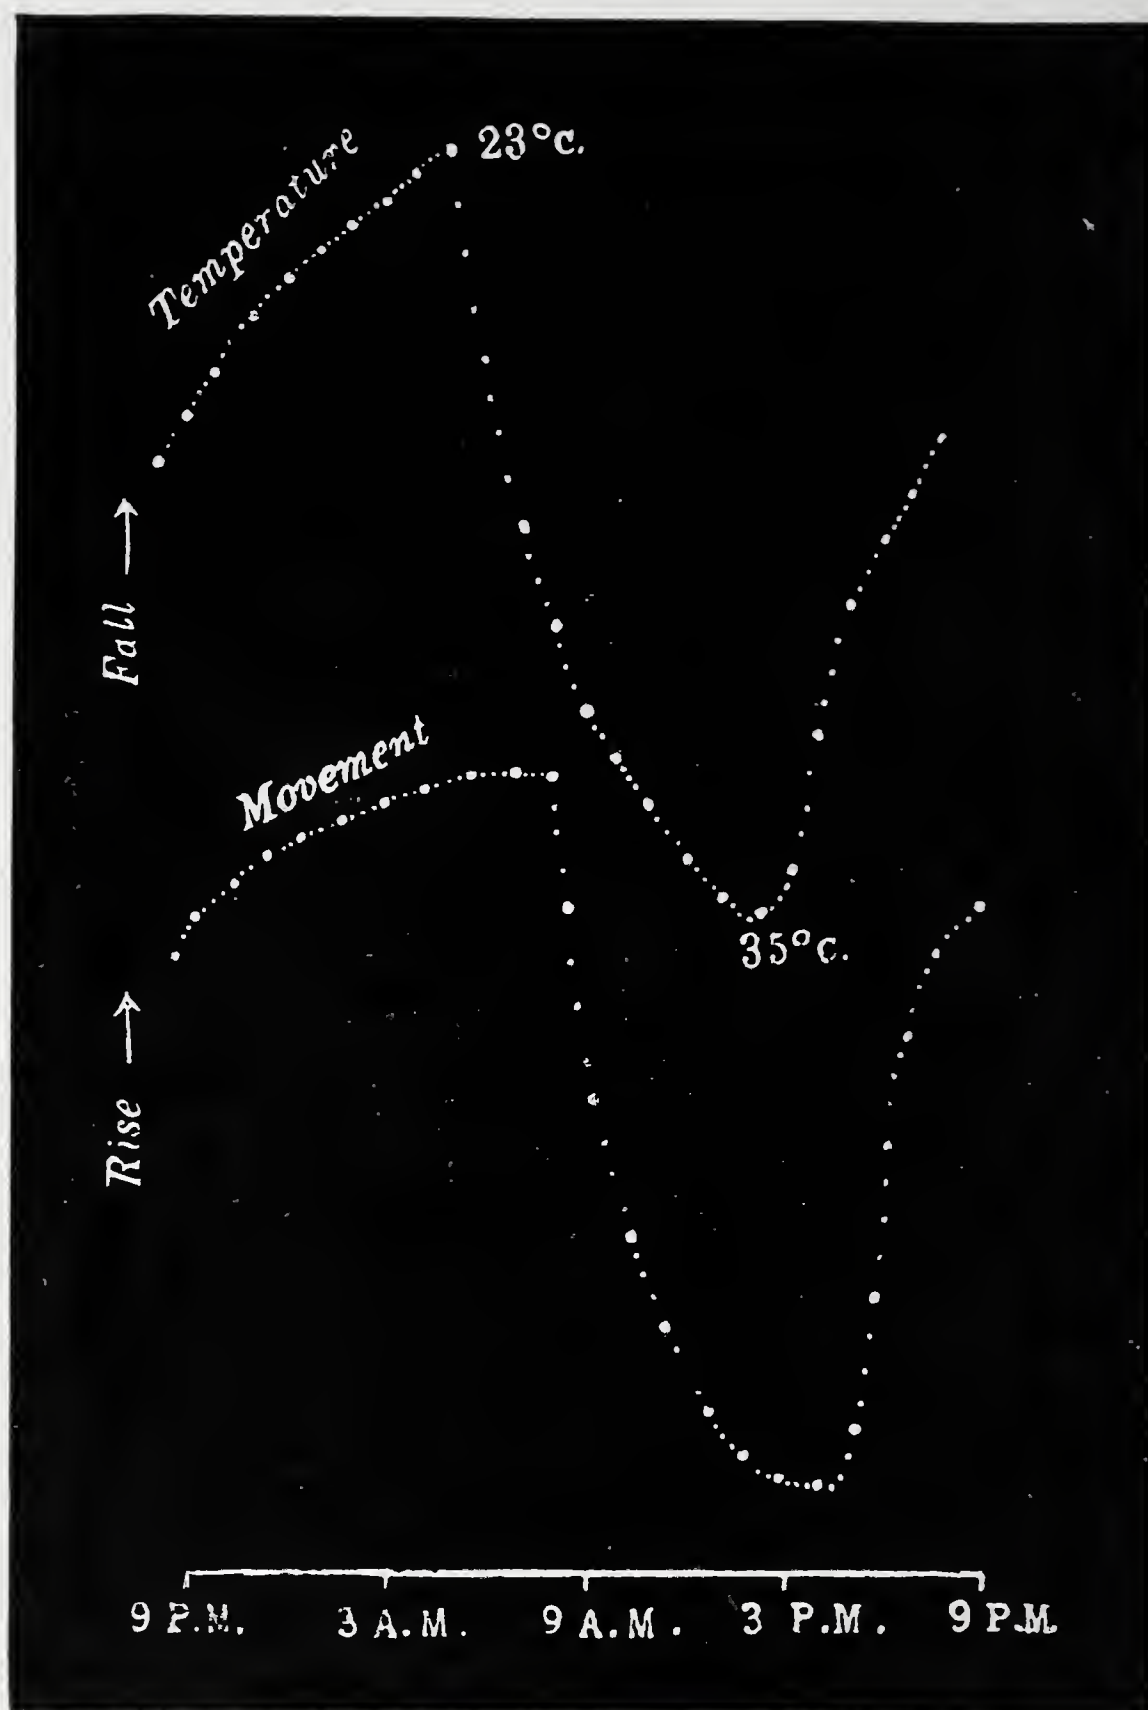 23°C.
Temperature
Fall →
Movement
35°C.
Rise →
9 P.M. 3 A.M. 9 A.M. 3 P.M. 9 P.M.